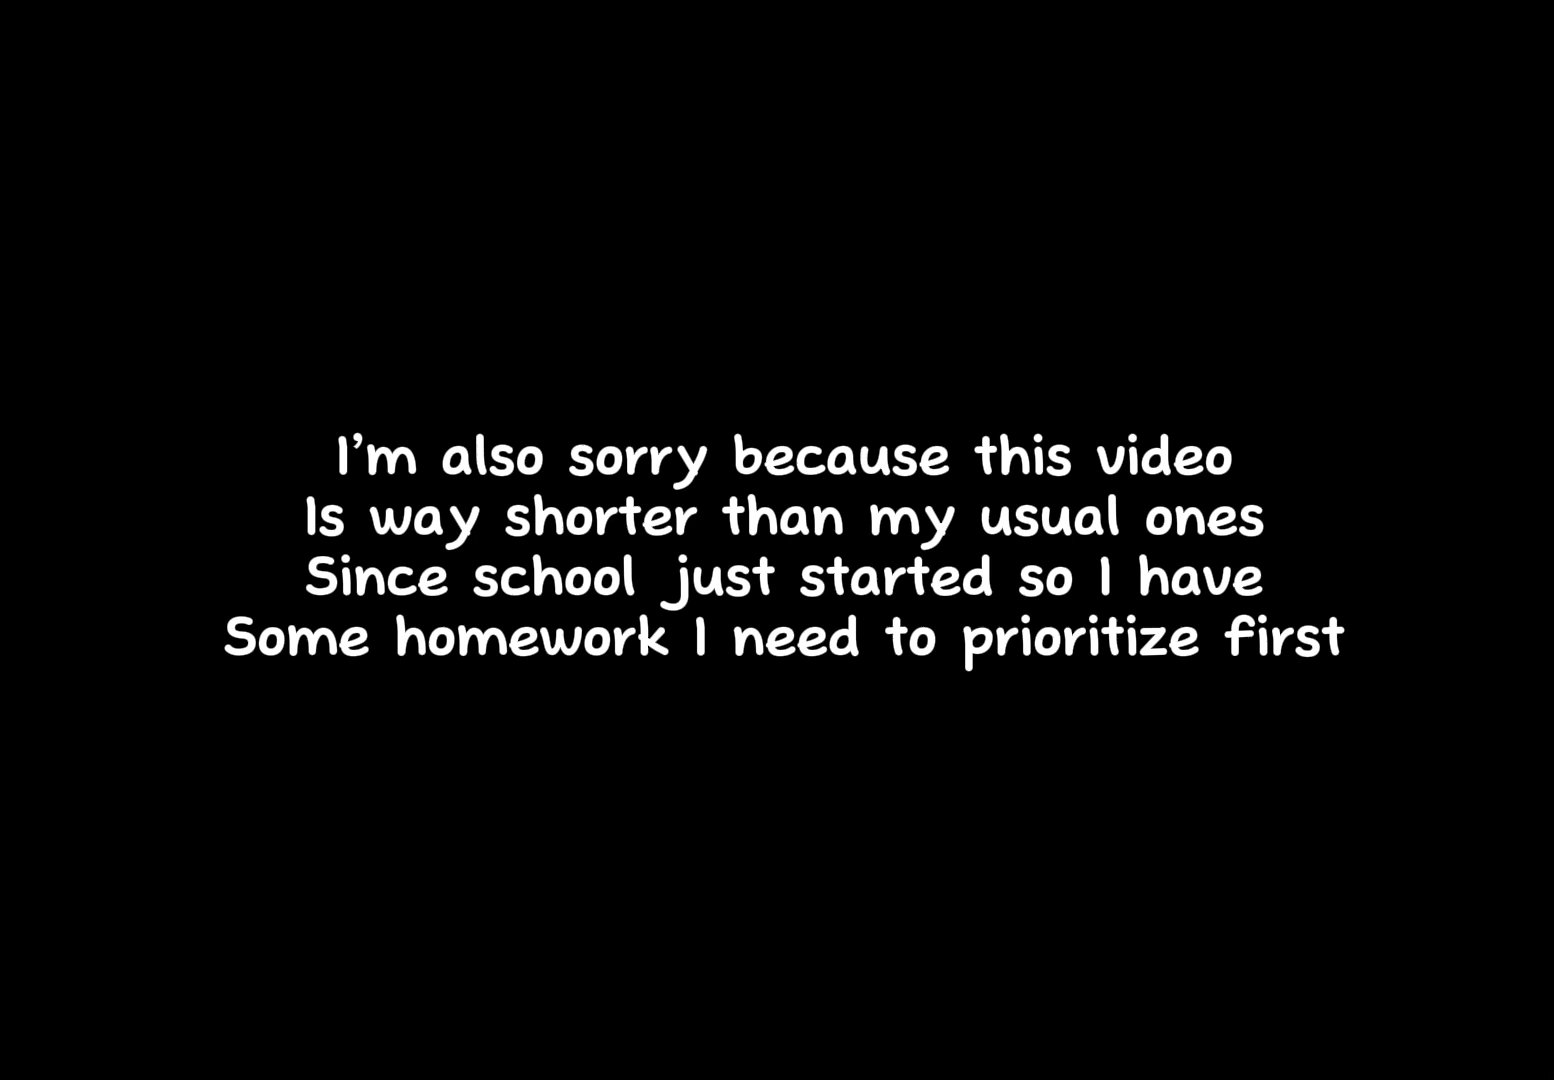 I'm also sorry because this video
Is way shorter than my usual ones
Since school just started so I have
Some homework I need to prioritize first